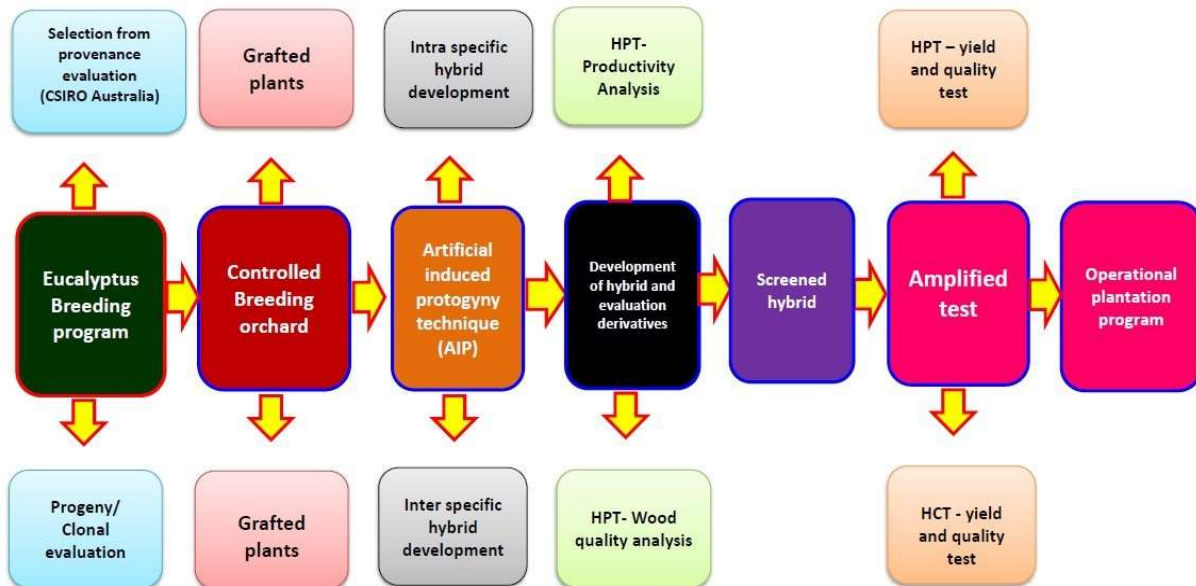 Selection from
provenance
evaluation
(CSIRO Australia)
Grafted
plants
Intra specific
hybrid
development
HPT-
Productivity
Analysis
HPT – yield
and quality
test
Eucalyptus
Breeding
program
Controlled
Breeding
orchard
Artificial
induced
protogyny
technique
(AIP)
Development
of hybrid and
evaluation
derivatives
Screened
hybrid
Amplified
test
Operational
plantation
program
Progeny/
Clonal
evaluation
Grafted
plants
Inter specific
hybrid
development
HPT- Wood
quality analysis
HCT - yield
and quality
test